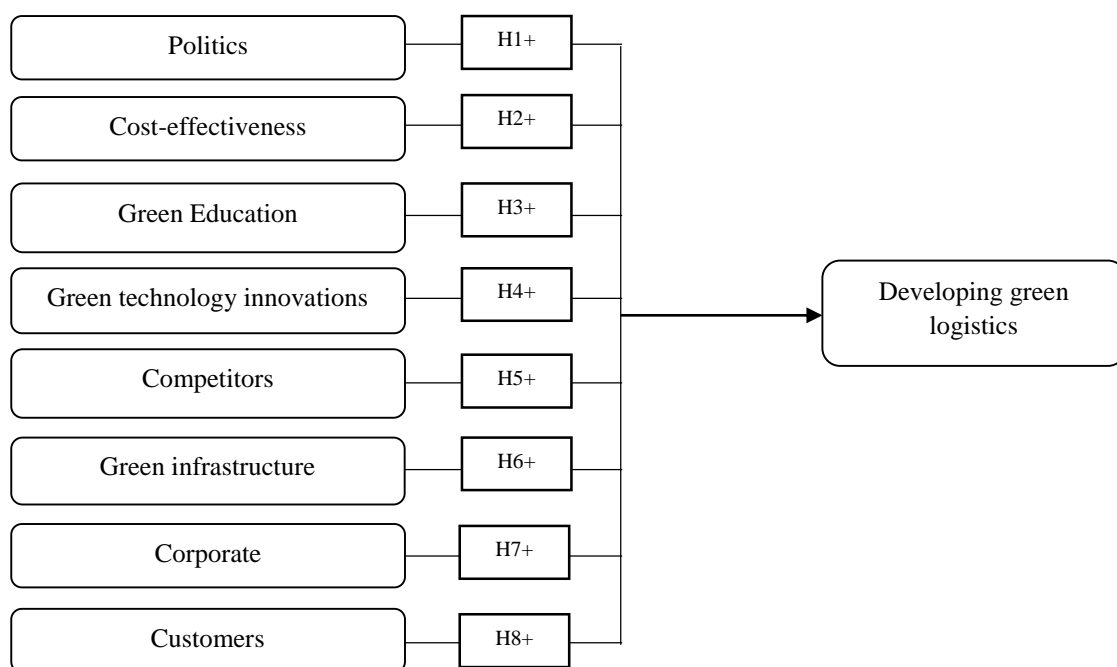 Politics
H1+
Cost-effectiveness
H2+
Green Education
H3+
Green technology innovations
H4+
Competitors
H5+
Green infrastructure
H6+
Corporate
H7+
Customers
H8+
Developing green
logistics